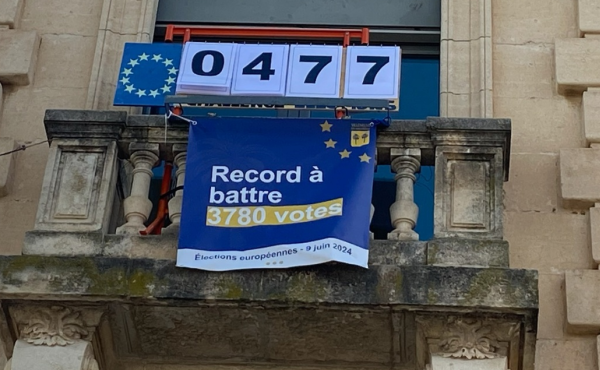 0477
Record à
battre
3780 votes
Élections européennes - 9 juin 2024